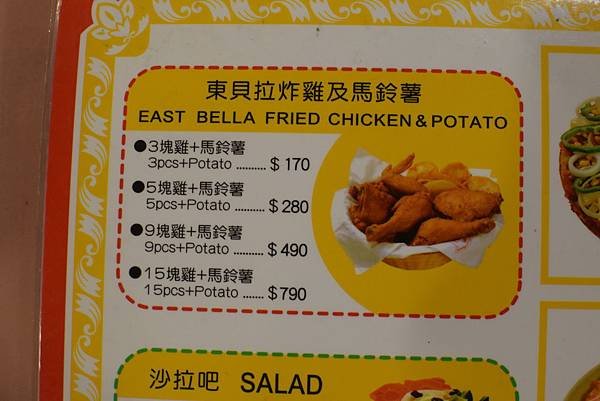 東貝拉炸雞及馬鈴薯
EAST BELLA FRIED CHICKEN & POTATO
●3塊雞+馬鈴薯
3pcs+Potato .......... $ 170
●5塊雞+馬鈴薯
5pcs+Potato .......... $ 280
●9塊雞+馬鈴薯
9pcs+Potato .......... $ 490
●15塊雞+馬鈴薯
15pcs+Potato ....... $ 790
沙拉吧 SALAD